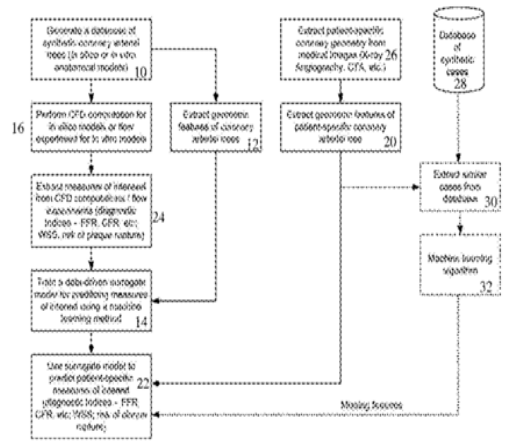 Generate a database of
synthetic coronary arterial
trees (in silico or in vitro
anatomical models)
10
Extract patient-specific
coronary geometry from
medical images (X-ray
Angiography, CTA, etc.)
26
Database
of
synthetic
cases
28
16
Perform CFD computation for
in silico models or flow
experiment for in vitro models
Extract geometric
features of coronary
arterial trees
12
Extract geometric features of
patient-specific coronary
arterial tree
20
Extract measures of interest
from CFD computations / flow
experiments (diagnostic
indices – FFR, CFR, etc;
WSS, risk of plaque rupture)
24
Extract similar
cases from
database
30
Machine learning
algorithm
32
Train a data-driven surrogate
model for predicting measures
of interest using a machine
learning method
14
Use surrogate model to
predict patient-specific
measures of interest
(diagnostic indices – FFR,
CFR, etc; WSS; risk of plaque
rupture)
22
Missing features